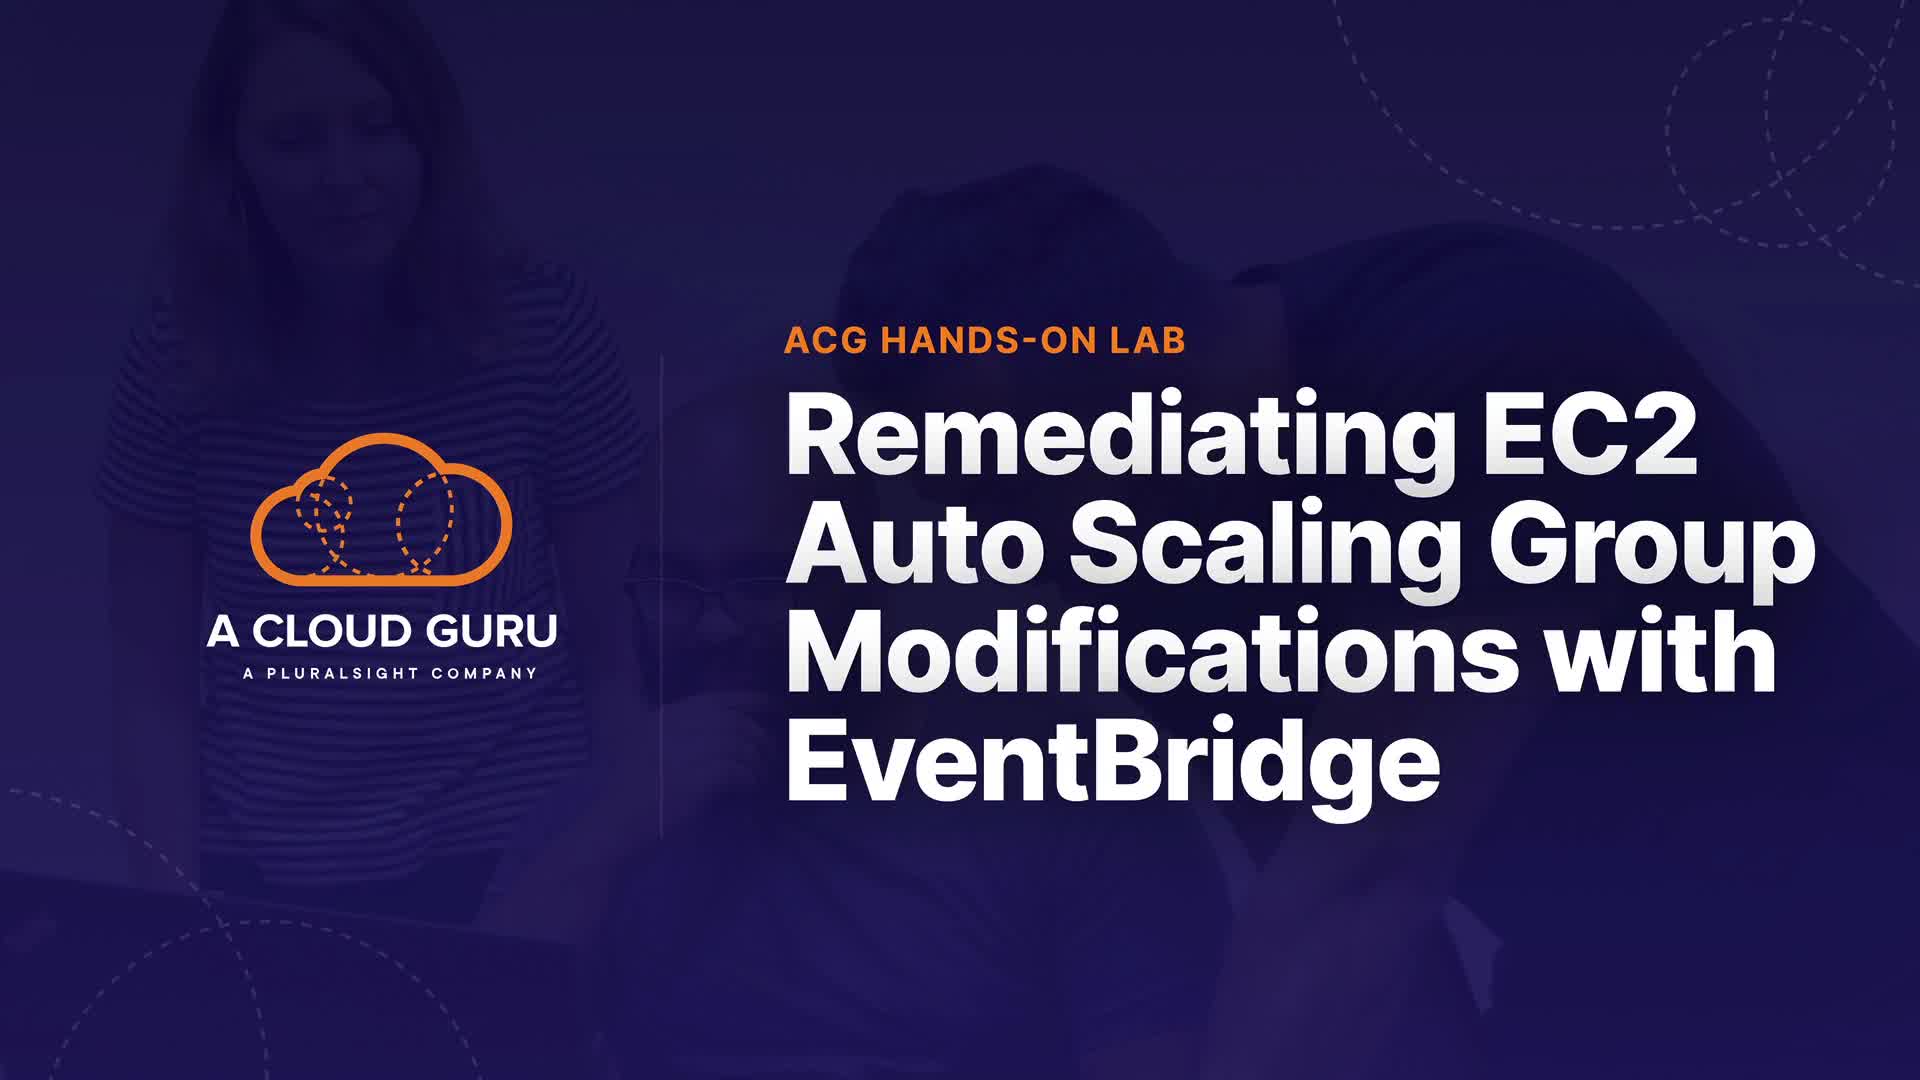 A CLOUD GURU
A PLURALSIGHT COMPANY
ACG HANDS-ON LAB
Remediating EC2
Auto Scaling Group
Modifications with
EventBridge